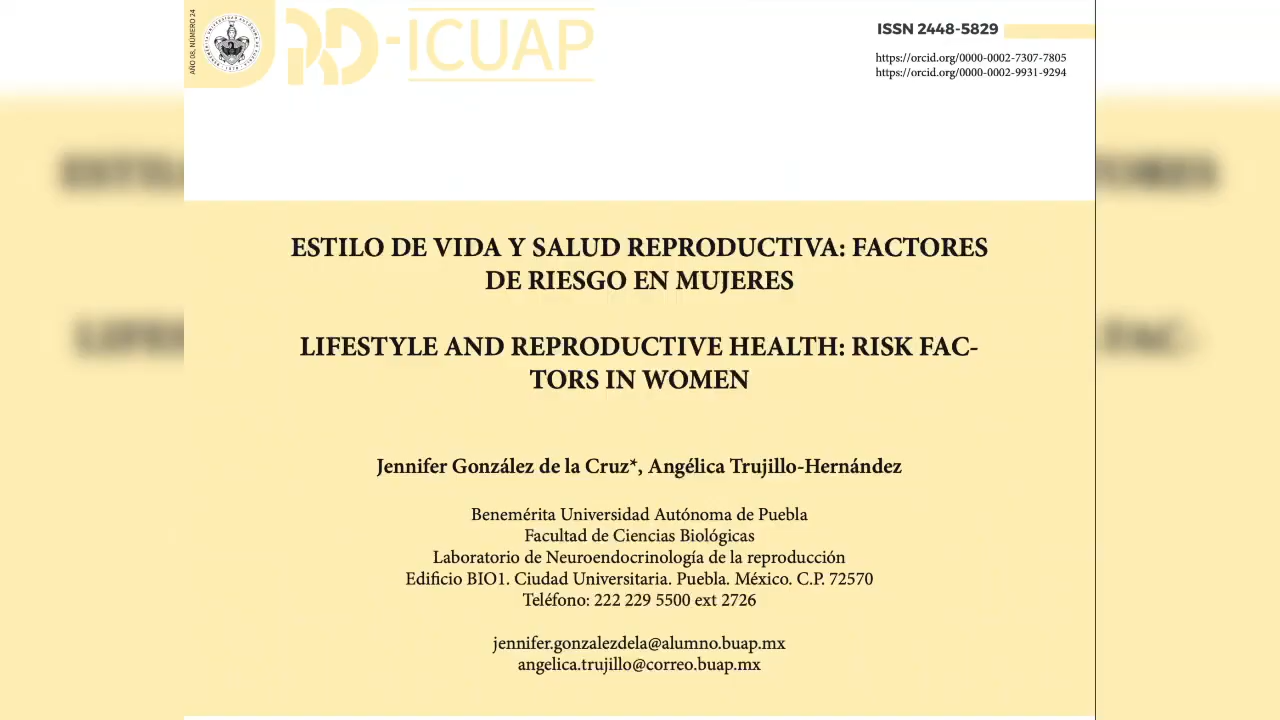 AÑO 08, NÚMERO 24
RD-ICUAP
ISSN 2448-5829
https://orcid.org/0000-0002-7307-7805
https://orcid.org/0000-0002-9931-9294
ESTILO DE VIDA Y SALUD REPRODUCTIVA: FACTORES
DE RIESGO EN MUJERES
LIFESTYLE AND REPRODUCTIVE HEALTH: RISK FAC-
TORS IN WOMEN
Jennifer González de la Cruz*, Angélica Trujillo-Hernández
Benemérita Universidad Autónoma de Puebla
Facultad de Ciencias Biológicas
Laboratorio de Neuroendocrinología de la reproducción
Edificio BIO1. Ciudad Universitaria. Puebla. México. C.P. 72570
Teléfono: 222 229 5500 ext 2726
jennifer.gonzalezdela@alumno.buap.mx
angelica.trujillo@correo.buap.mx